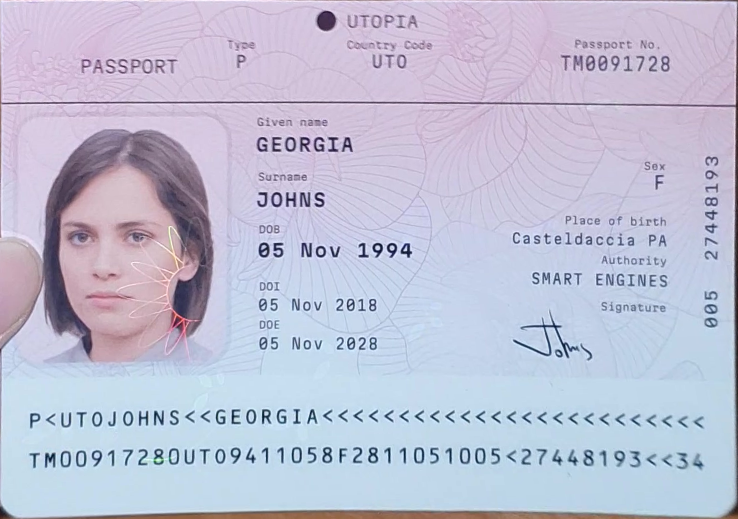 UTOPIA
Type Country Code Passport No.
PASSPORT P UTO TM0091728
Given name
GEORGIA
Surname
JOHNS
DOB
05 Nov 1994
DOI
05 Nov 2018
DOE
05 Nov 2028
Sex
F
Place of birth
Casteldaccia PA
Authority
SMART ENGINES
Signature
Johns
005 27448193
P<UTOJOHNS<<GEORGIA<<<<<<<<<<<<<<<<<<<<<<<<<
TM00917280UTO9411058F2811051005<27448193<<34